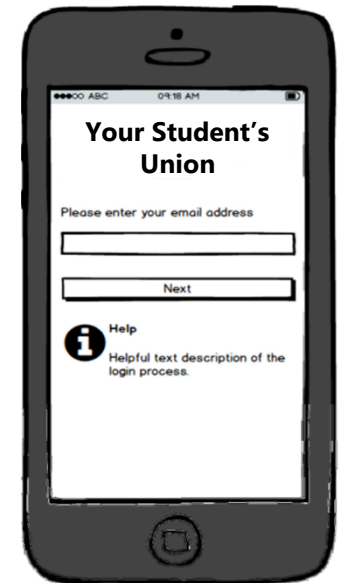 ABC 09:18 AM
Your Student’s
Union
Please enter your email address
Next
Help
Helpful text description of the
login process.